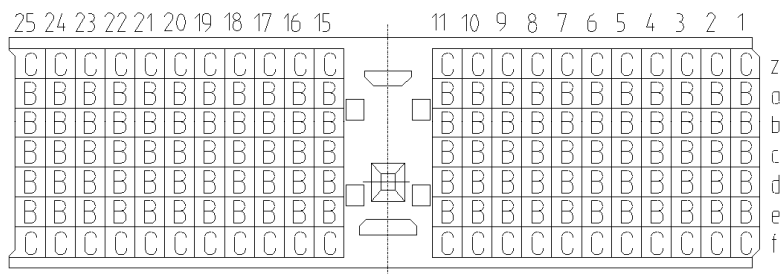 25 24 23 22 21 20 19 18 17 16 15 11 10 9 8 7 6 5 4 3 2 1
C C C C C C C C C C C C C C C C C C C C C C z
B B B B B B B B B B B B B B B B B B B B B B a
B B B B B B B B B B B B B B B B B B B B B B b
B B B B B B B B B B B B B B B B B B B B B B c
B B B B B B B B B B B B B B B B B B B B B B d
B B B B B B B B B B B B B B B B B B B B B B e
C C C C C C C C C C C C C C C C C C C C C C f